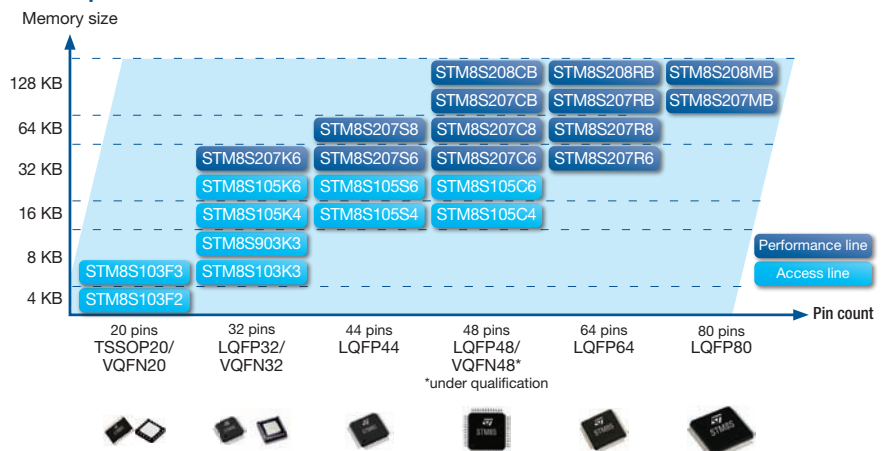 Memory size
128 KB
STM8S208CB STM8S208RB STM8S208MB
STM8S207CB STM8S207RB STM8S207MB
64 KB
STM8S207S8 STM8S207C8 STM8S207R8
32 KB
STM8S207K6 STM8S207S6 STM8S207C6 STM8S207R6
STM8S105K6 STM8S105S6 STM8S105C6
16 KB
STM8S105K4 STM8S105S4 STM8S105C4
8 KB
STM8S903K3
STM8S103F3 STM8S103K3
4 KB
STM8S103F2
Performance line
Access line
Pin count
20 pins
TSSOP20/
VQFN20
32 pins
LQFP32/
VQFN32
44 pins
LQFP44
48 pins
LQFP48/
VQFN48*
*under qualification
64 pins
LQFP64
80 pins
LQFP80
STM8S
STM8S
STM8S